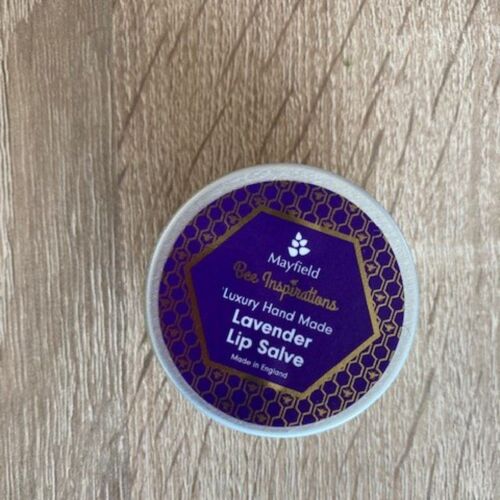 Mayfield
Bee Inspirations
'Luxury Hand Made
Lavender
Lip Salve
Made in England